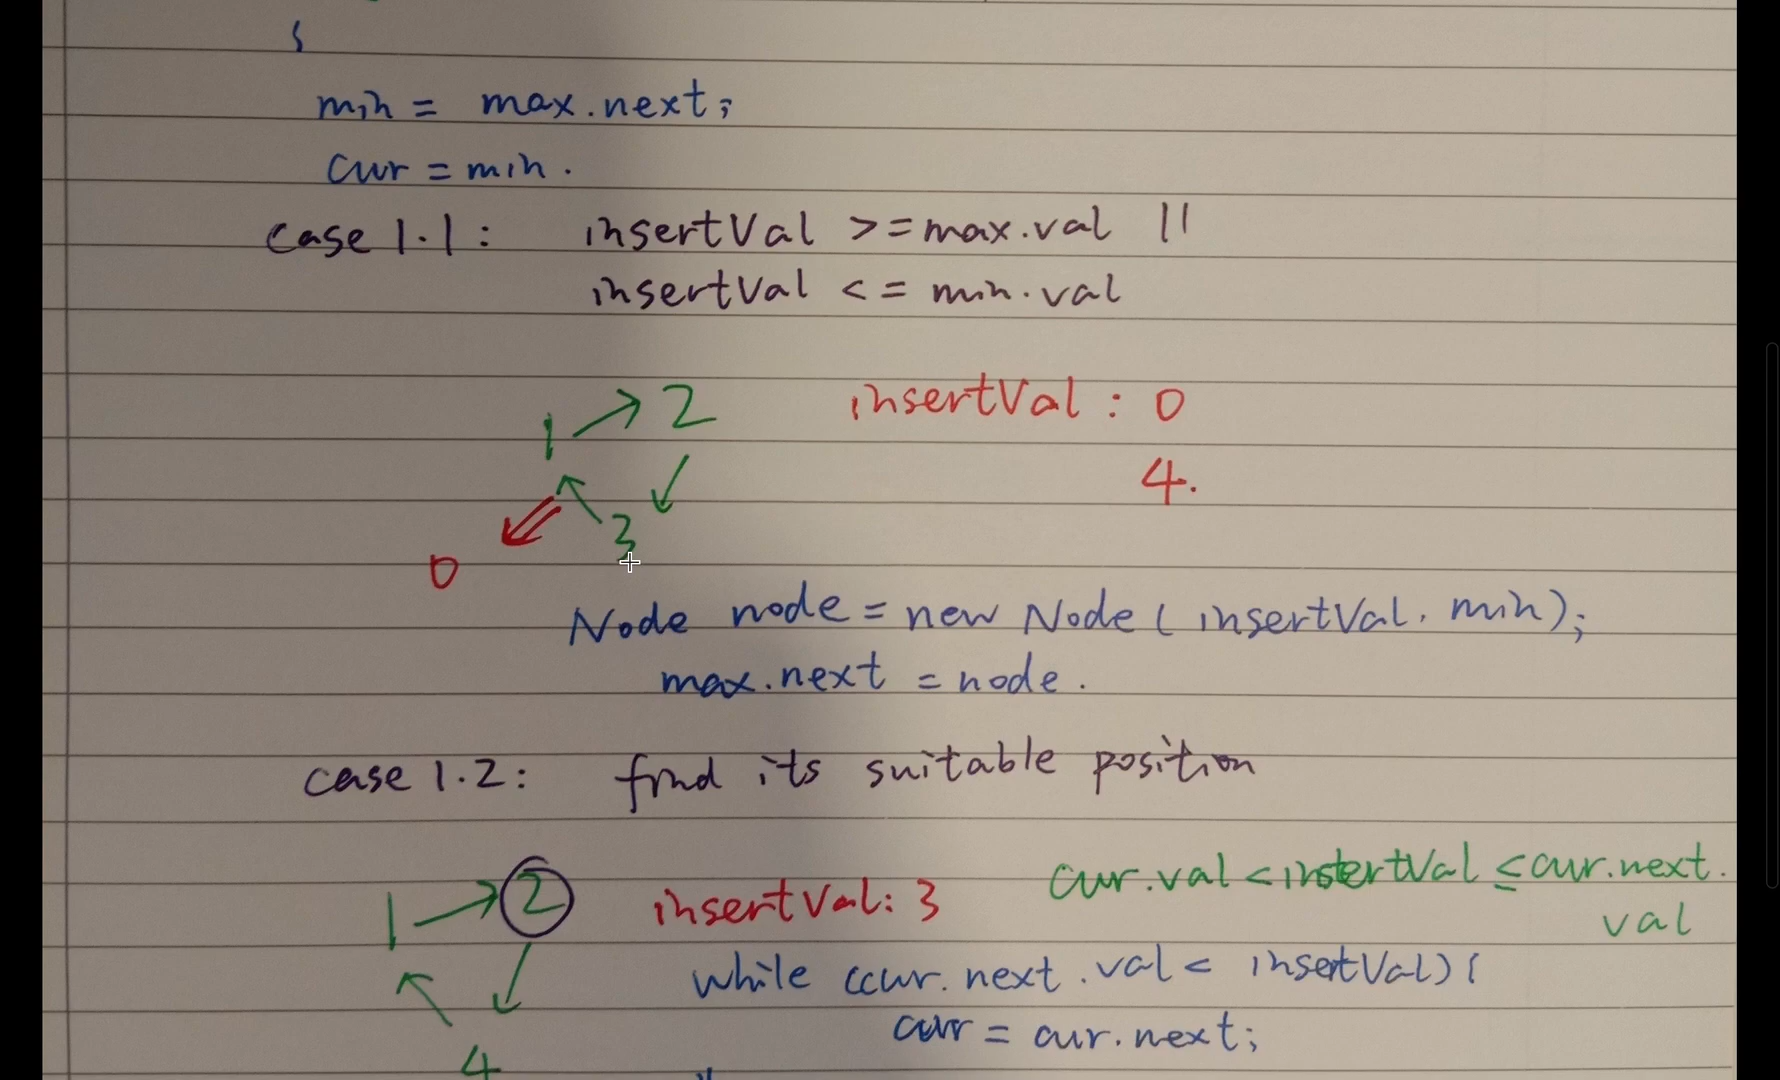 }
min = max.next;
cur = min.
case 1.1: insertVal >= max.val ||
insertVal <= min.val
1 → 2 insertVal : 0
4.
3
0
Node node = new Node(insertVal, min);
max.next = node.
case 1.2: find its suitable position
cur.val < insertVal ≤ cur.next.
1 → 2 insertVal: 3
val
while (cur.next.val < insertVal) {
cur = cur.next;
4